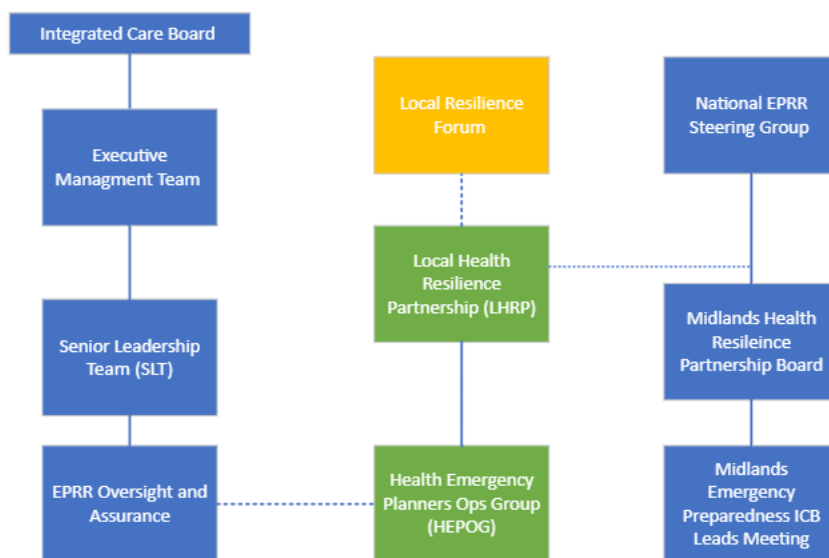 Integrated Care Board
Executive
Managment Team
Senior Leadership
Team (SLT)
EPRR Oversight and
Assurance
Local Resilience
Forum
Local Health
Resilience
Partnership (LHRP)
Health Emergency
Planners Ops Group
(HEPOG)
National EPRR
Steering Group
Midlands Health
Resileince
Partnership Board
Midlands
Emergency
Preparedness ICB
Leads Meeting